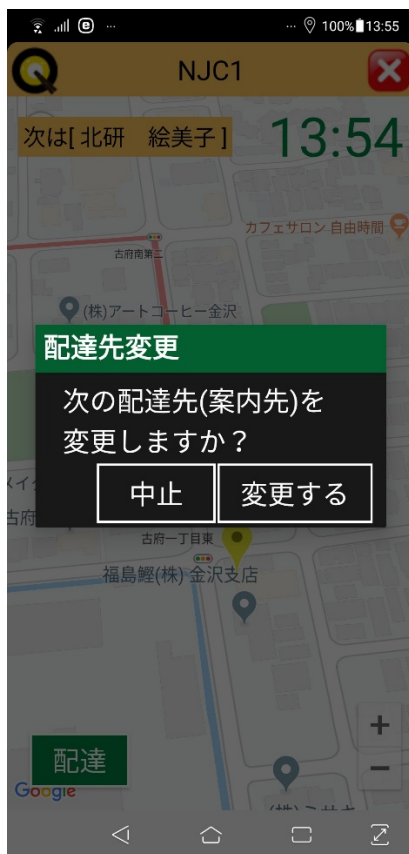 100% 13:55
NJC1
次は[ 北研　絵美子 ]
13:54
カフェサロン 自由時間
古府南第二
(株)アートコーヒー金沢
配達先変更
次の配達先(案内先)を
変更しますか？
中止
変更する
メイ
古府
古府一丁目東
福島鰹(株) 金沢支店
+
−
配達
Google